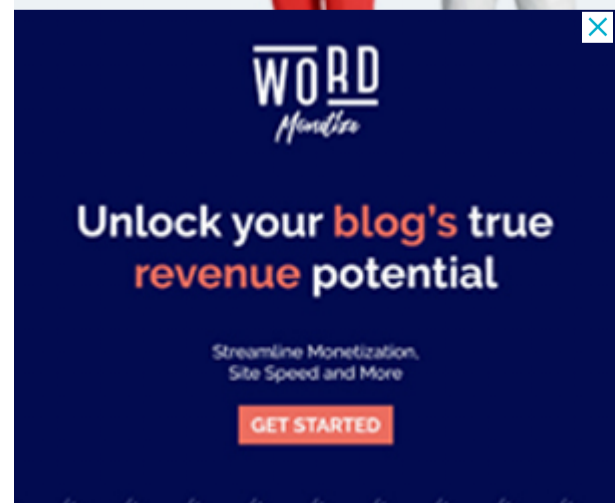 WORD
Monetize
Unlock your blog's true
revenue potential
Streamline Monetization,
Site Speed and More
GET STARTED